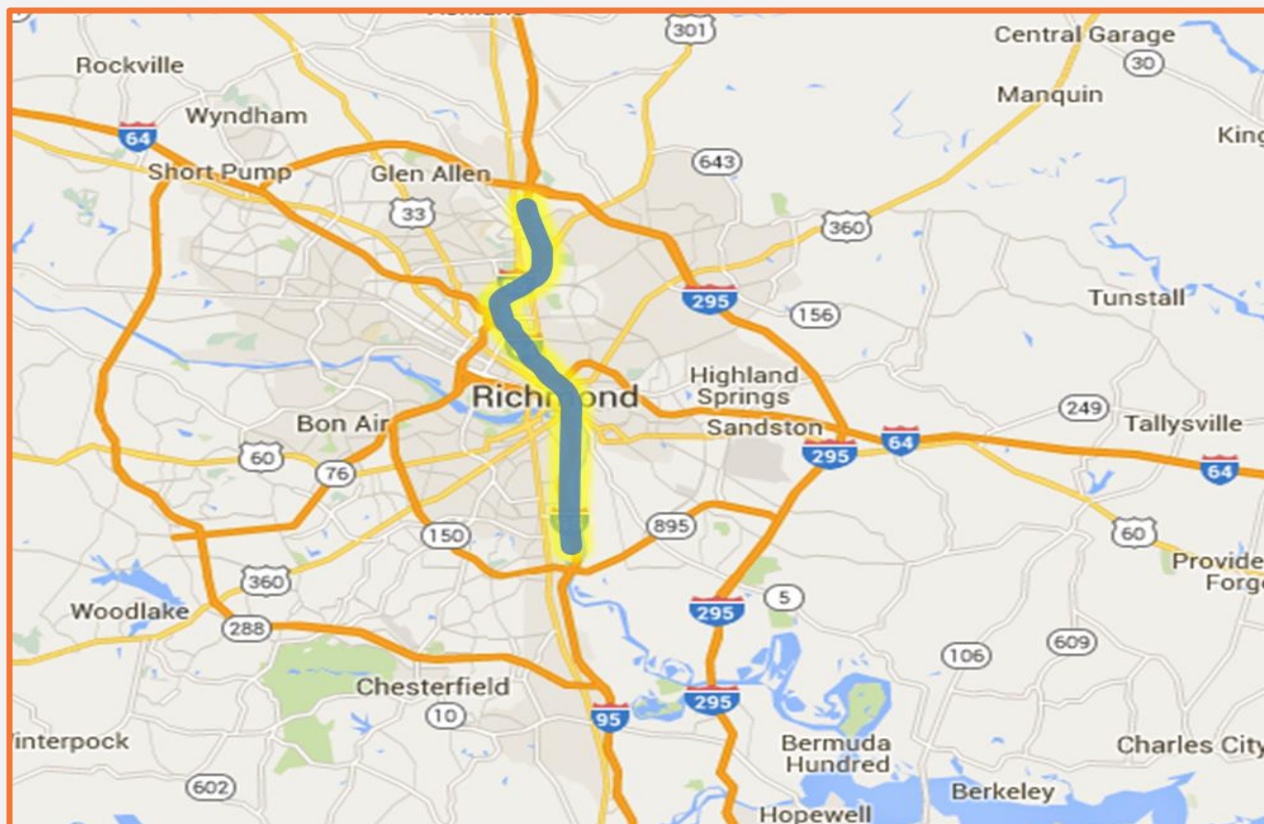 301
Central Garage
30
Rockville
Manquin
Wyndham
64
King
643
Short Pump
Glen Allen
33
360
295
Tunstall
156
Highland
Springs
Richmond
249
Bon Air
Sandston
Tallysville
64
60
295
64
76
895
150
60
Provide
Forg
360
5
Woodlake
295
288
609
106
Chesterfield
295
10
95
interpock
Bermuda
Hundred
Charles City
602
Berkeley
Hopewell